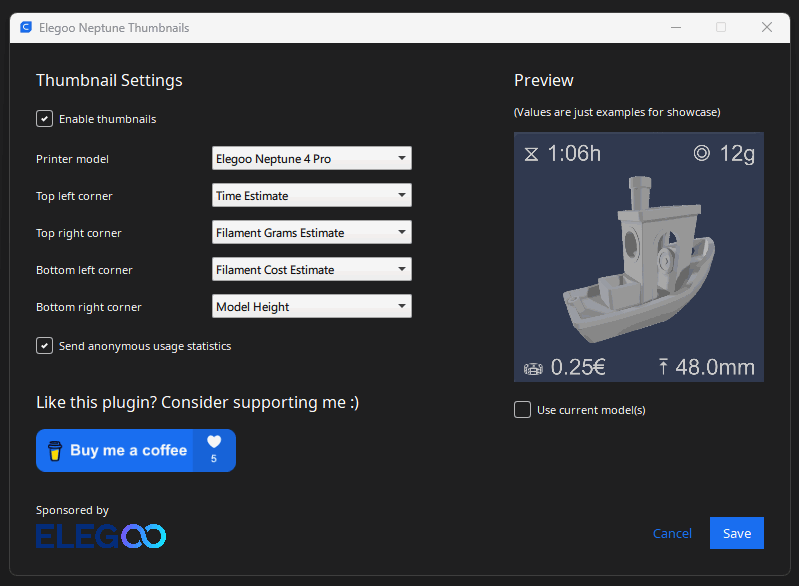 Elegoo Neptune Thumbnails
Thumbnail Settings
Enable thumbnails
Printer model
Elegoo Neptune 4 Pro
Top left corner
Time Estimate
Top right corner
Filament Grams Estimate
Bottom left corner
Filament Cost Estimate
Bottom right corner
Model Height
Send anonymous usage statistics
Like this plugin? Consider supporting me :)
Buy me a coffee
5
Sponsored by
ELEGOO
Preview
(Values are just examples for showcase)
1:06h
12g
0.25€
48.0mm
Use current model(s)
Cancel
Save